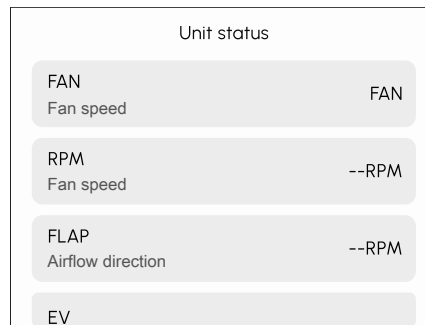 Unit status
FAN
Fan speed
FAN
RPM
Fan speed
--RPM
FLAP
Airflow direction
--RPM
EV